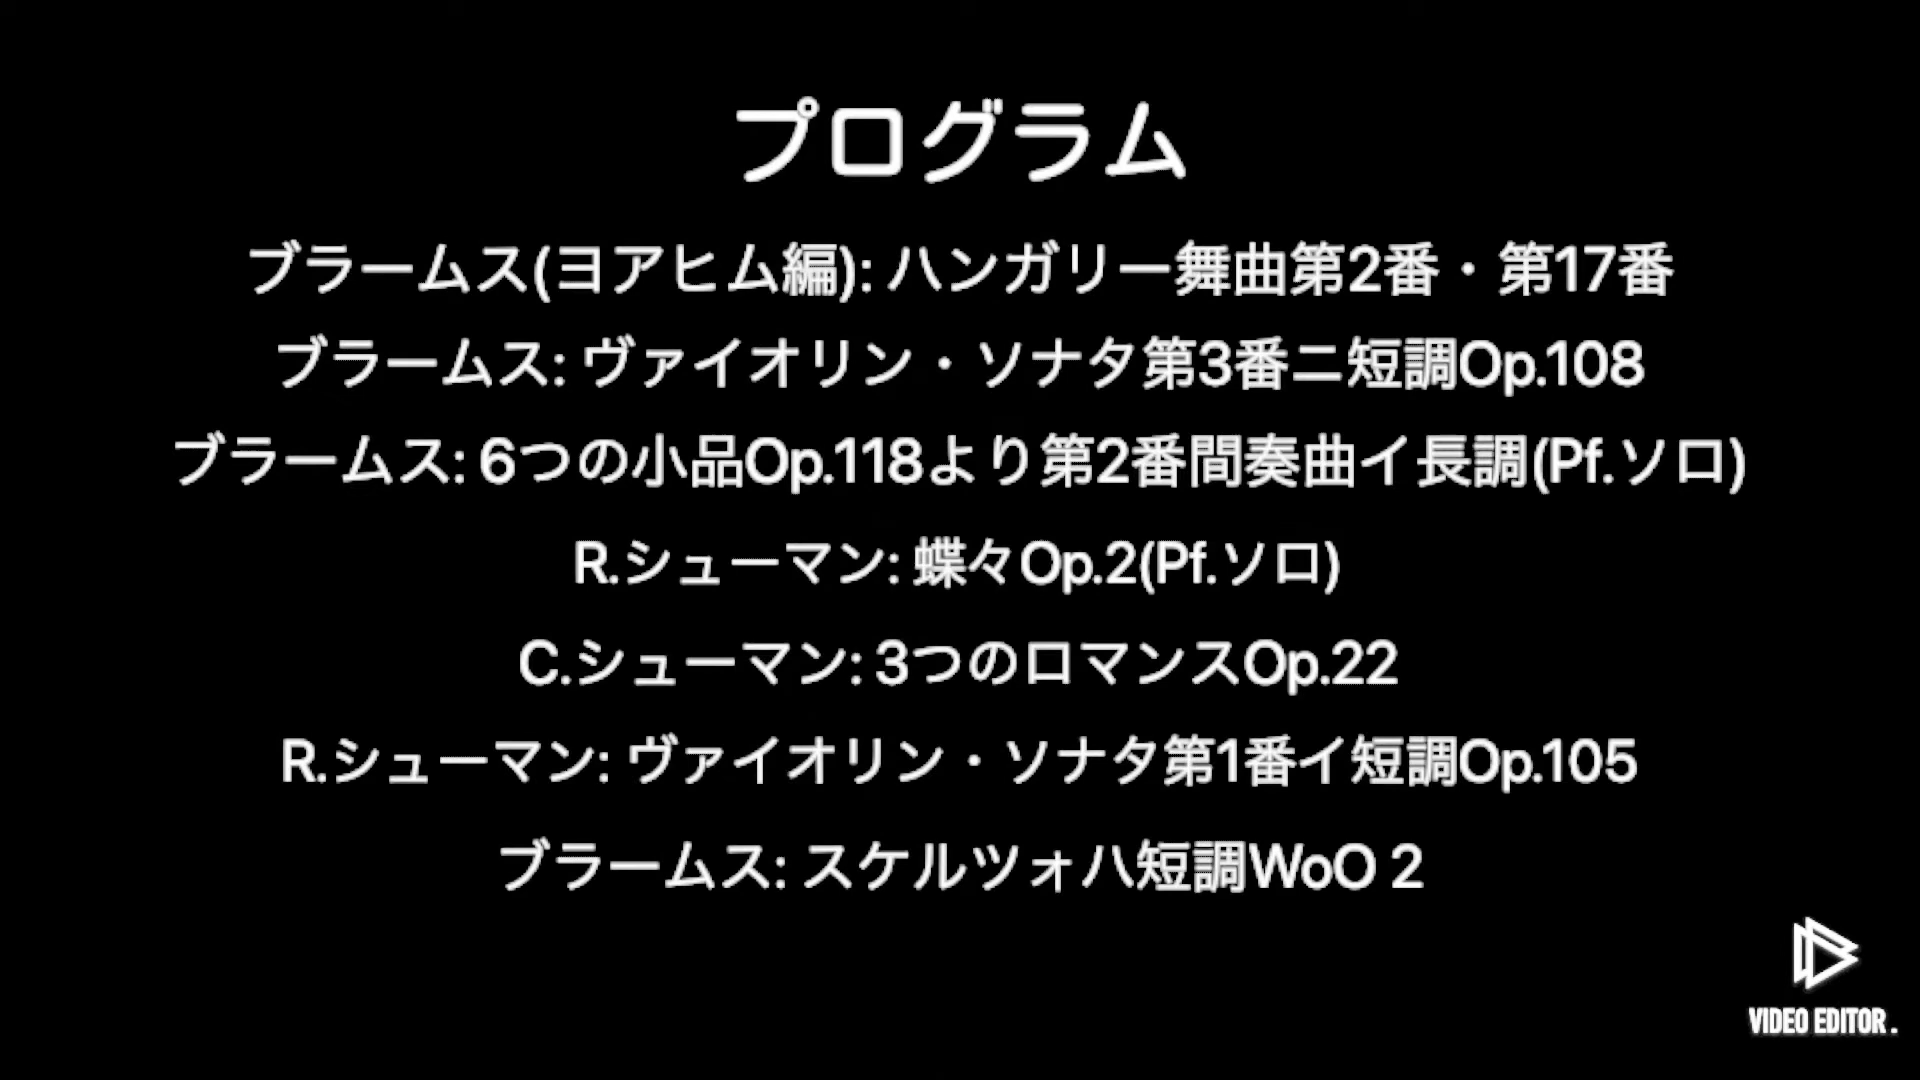 プログラム
ブラームス(ヨアヒム編): ハンガリー舞曲第2番・第17番
ブラームス: ヴァイオリン・ソナタ第3番ニ短調Op.108
ブラームス: 6つの小品Op.118より第2番間奏曲イ長調(Pf.ソロ)
R.シューマン: 蝶々Op.2(Pf.ソロ)
C.シューマン: 3つのロマンスOp.22
R.シューマン: ヴァイオリン・ソナタ第1番イ短調Op.105
ブラームス: スケルツォハ短調WoO 2
VIDEO EDITOR.